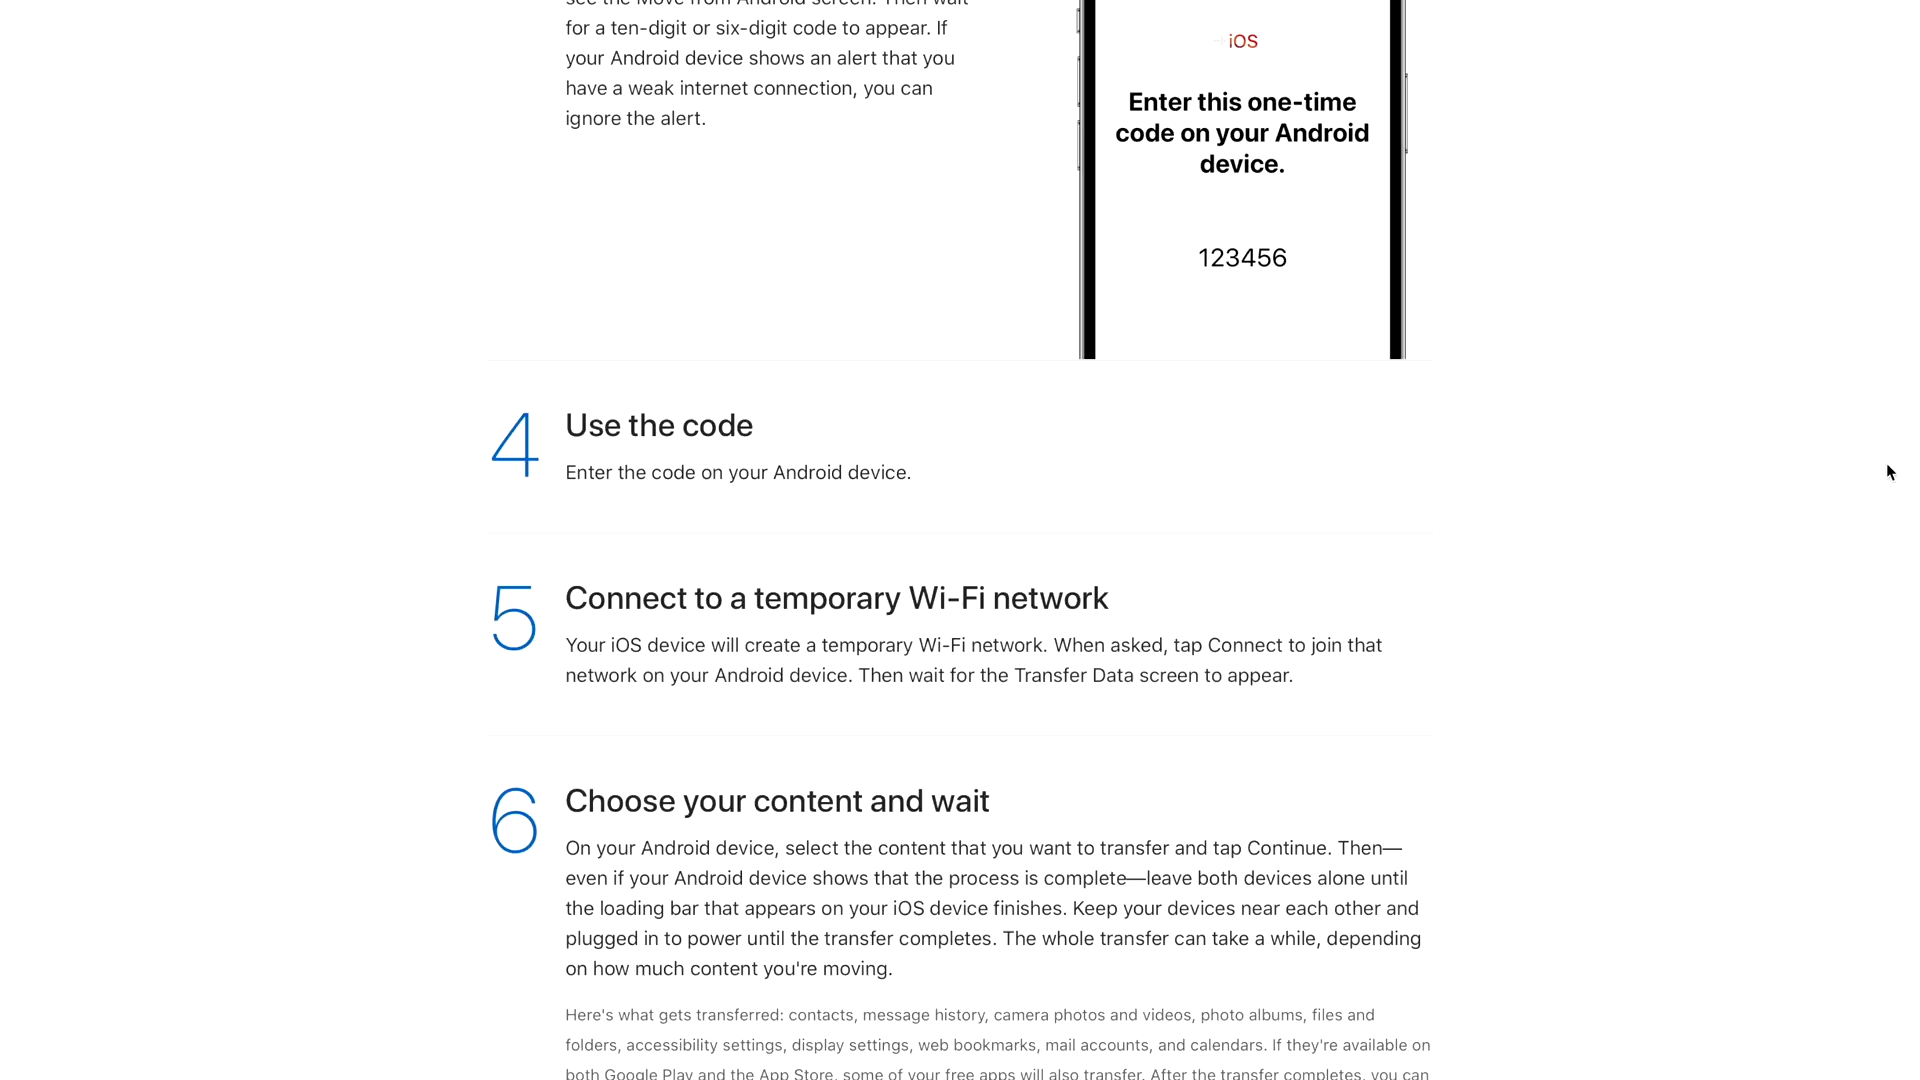 see the Move from Android screen. Then wait
for a ten-digit or six-digit code to appear. If
your Android device shows an alert that you
have a weak internet connection, you can
ignore the alert.
iOS
Enter this one-time
code on your Android
device.
123456
4
Use the code
Enter the code on your Android device.
5
Connect to a temporary Wi-Fi network
Your iOS device will create a temporary Wi-Fi network. When asked, tap Connect to join that
network on your Android device. Then wait for the Transfer Data screen to appear.
6
Choose your content and wait
On your Android device, select the content that you want to transfer and tap Continue. Then—
even if your Android device shows that the process is complete—leave both devices alone until
the loading bar that appears on your iOS device finishes. Keep your devices near each other and
plugged in to power until the transfer completes. The whole transfer can take a while, depending
on how much content you're moving.
Here's what gets transferred: contacts, message history, camera photos and videos, photo albums, files and
folders, accessibility settings, display settings, web bookmarks, mail accounts, and calendars. If they're available on
both Google Play and the App Store, some of your free apps will also transfer. After the transfer completes, you can